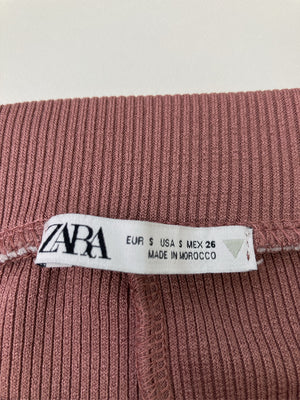 ZARA
EUR S USA S MEX 26
MADE IN MOROCCO